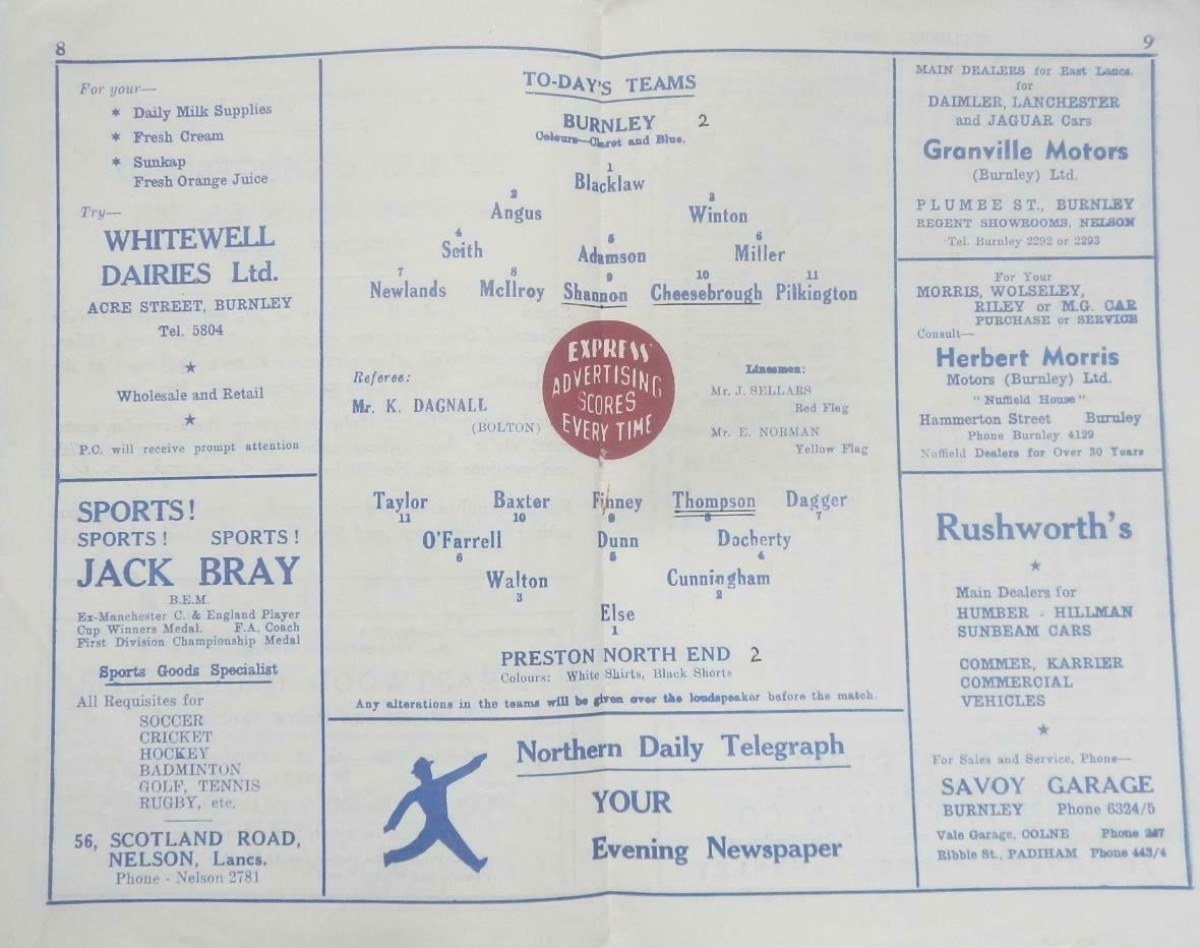 8
9
For your—
* Daily Milk Supplies
* Fresh Cream
* Sunkap
Fresh Orange Juice
Try—
WHITEWELL
DAIRIES Ltd.
ACRE STREET, BURNLEY
Tel. 5804
★
Wholesale and Retail
★
P.C. will receive prompt attention
SPORTS!
SPORTS! SPORTS!
JACK BRAY
B.E.M.
Ex-Manchester C. & England Player
Cup Winners Medal. F.A. Coach
First Division Championship Medal
Sports Goods Specialist
All Requisites for
SOCCER
CRICKET
HOCKEY
BADMINTON
GOLF, TENNIS
RUGBY, etc.
56, SCOTLAND ROAD,
NELSON, Lancs.
Phone - Nelson 2781
TO-DAY'S TEAMS
BURNLEY 2
Colours—Claret and Blue.
1
Blacklaw
2 3
Angus Winton
4 5 6
Seith Adamson Miller
7 8 9 10 11
Newlands McIlroy Shannon Cheesebrough Pilkington
Referee:
Mr. K. DAGNALL
(BOLTON)
EXPRESS
ADVERTISING
SCORES
EVERY TIME
Linesmen:
Mr. J. SELLARS
Red Flag
Mr. E. NORMAN
Yellow Flag
Taylor Baxter Finney Thompson Dagger
11 10 9 8 7
O'Farrell Dunn Docherty
6 5 4
Walton Cunningham
3 2
Else
1
PRESTON NORTH END 2
Colours: White Shirts, Black Shorts
Any alterations in the teams will be given over the loudspeaker before the match.
Northern Daily Telegraph
YOUR
Evening Newspaper
MAIN DEALERS for East Lancs.
for
DAIMLER, LANCHESTER
and JAGUAR Cars
Granville Motors
(Burnley) Ltd.
PLUMBE ST., BURNLEY
REGENT SHOWROOMS, NELSON
Tel. Burnley 2292 or 2293
For Your
MORRIS, WOLSELEY,
RILEY or M.G. CAR
PURCHASE or SERVICE
Consult—
Herbert Morris
Motors (Burnley) Ltd.
"Nuffield House"
Hammerton Street Burnley
Phone Burnley 4129
Nuffield Dealers for Over 30 Years
Rushworth's
★
Main Dealers for
HUMBER - HILLMAN
SUNBEAM CARS
COMMER, KARRIER
COMMERCIAL
VEHICLES
★
For Sales and Service, Phone—
SAVOY GARAGE
BURNLEY Phone 6324/5
Vale Garage, COLNE Phone
Ribble St., PADIHAM Phone 443/4